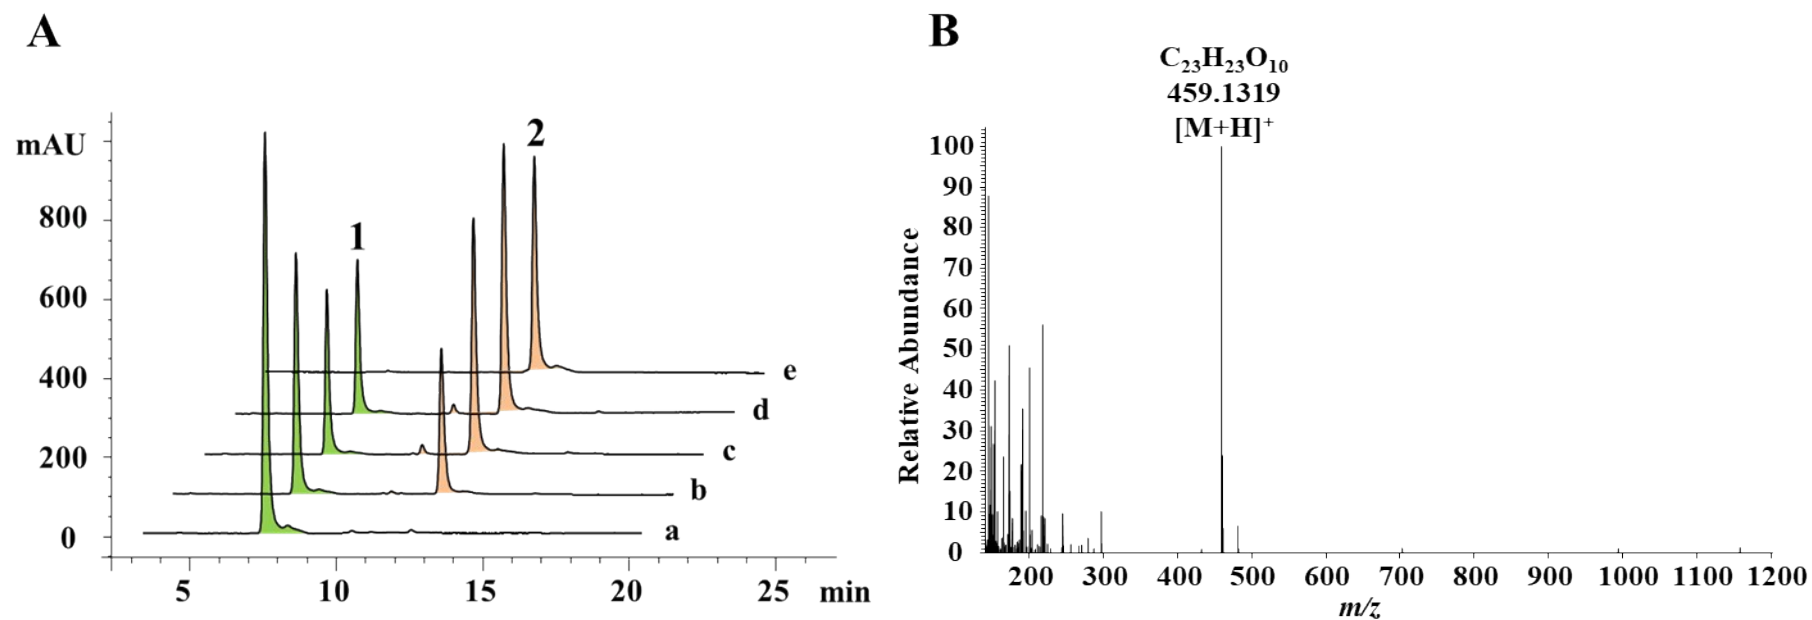 A
mAU
800
600
400
200
0
5 10 15 20 25 min
1
2
e
d
c
b
a
B
C₂₃H₂₃O₁₀
459.1319
[M+H]⁺
Relative Abundance
100
90
80
70
60
50
40
30
20
10
0
200 300 400 500 600 700 800 900 1000 1100 1200
m/z